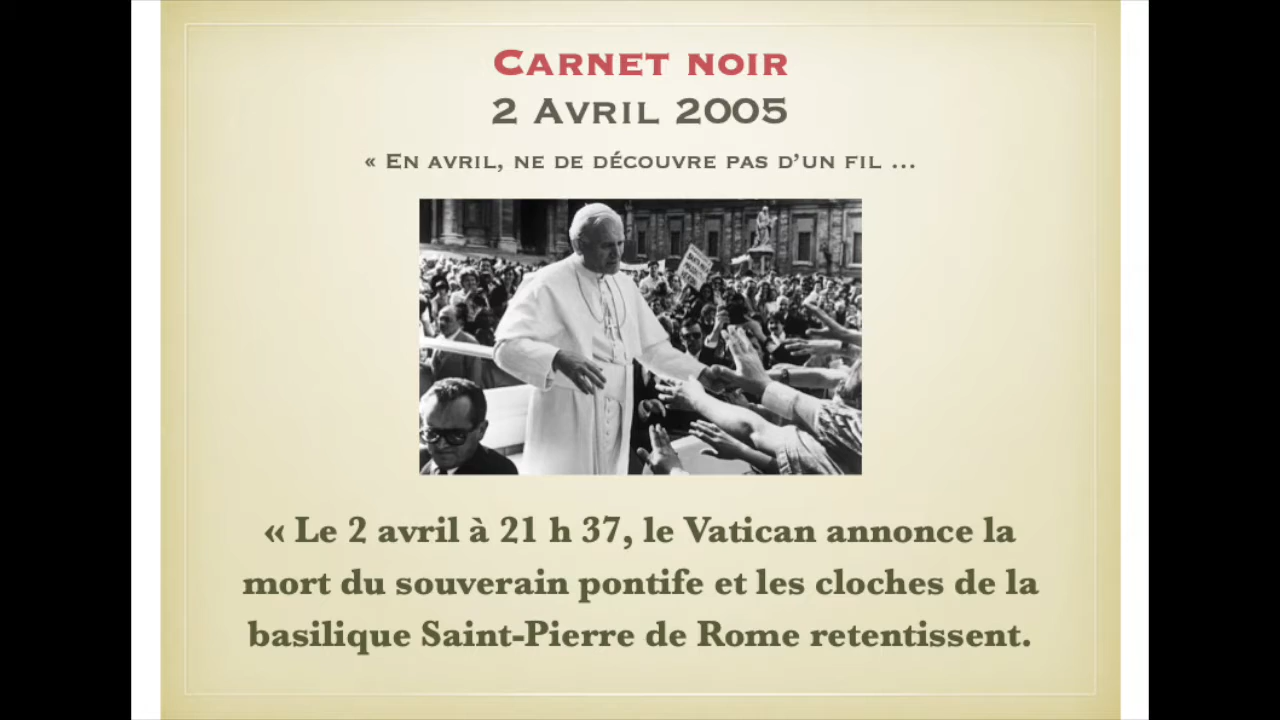 CARNET NOIR
2 AVRIL 2005
« EN AVRIL, NE DE DÉCOUVRE PAS D’UN FIL …
« Le 2 avril à 21 h 37, le Vatican annonce la
mort du souverain pontife et les cloches de la
basilique Saint-Pierre de Rome retentissent.